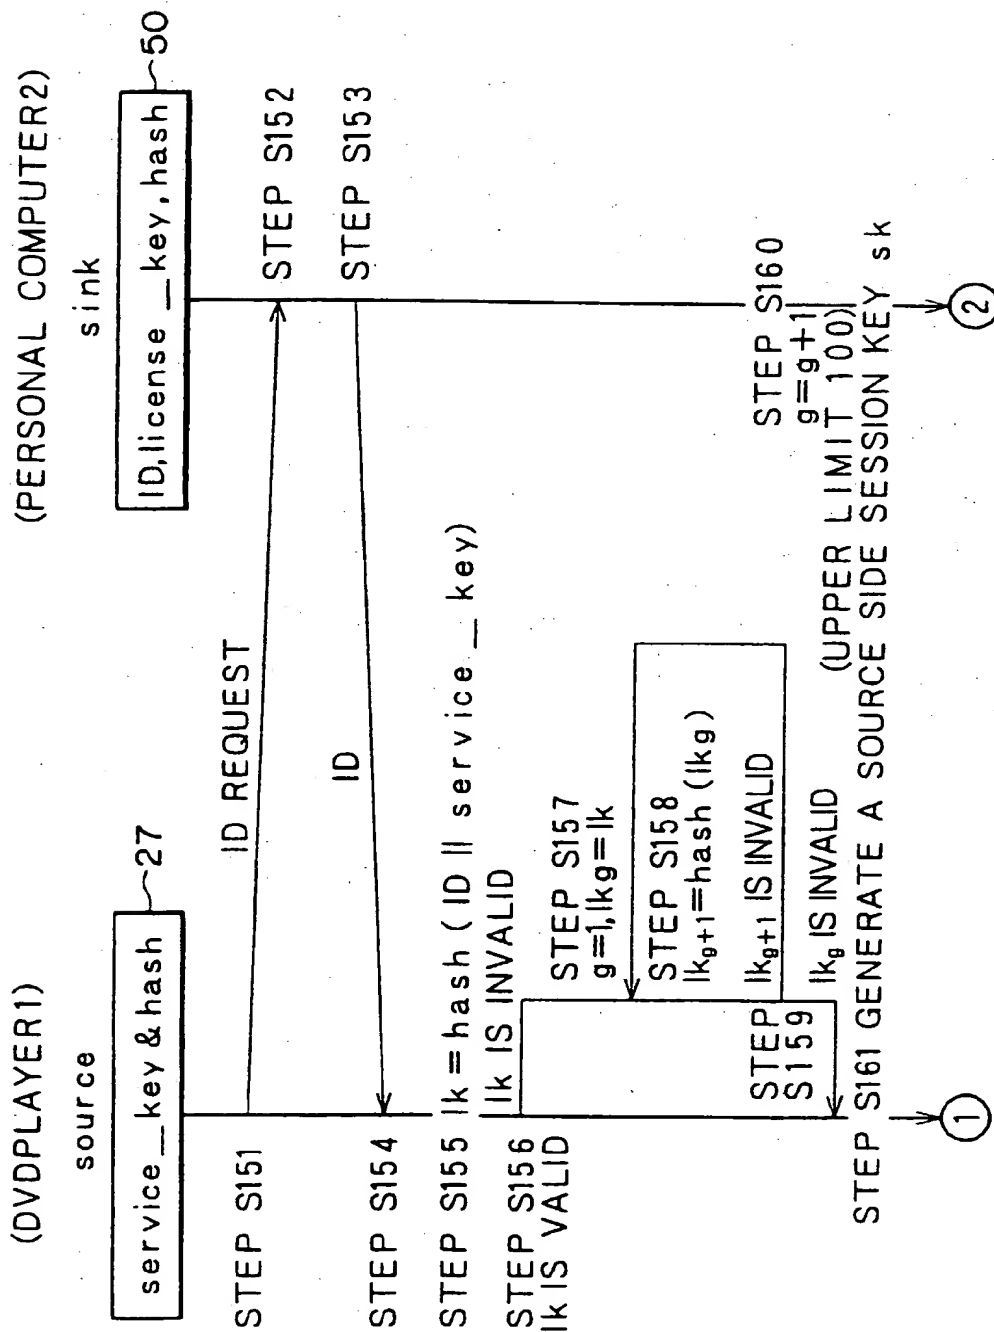 (DVDPLAYER1)
source
service__key & hash
27
(PERSONAL COMPUTER2)
sink
ID, license__key, hash
50
STEP S151
ID REQUEST
STEP S152
ID
STEP S153
STEP S154
STEP S155 lk=hash ( ID || service__key)
STEP S156
lk IS INVALID
lk IS VALID
STEP S157
g=1, lkg=lk
STEP S158
lkg+1=hash (lkg)
STEP S159
lkg+1 IS INVALID
lkg IS INVALID
STEP S160
g=g+1
(UPPER LIMIT 100)
STEP S161 GENERATE A SOURCE SIDE SESSION KEY sk
1
2